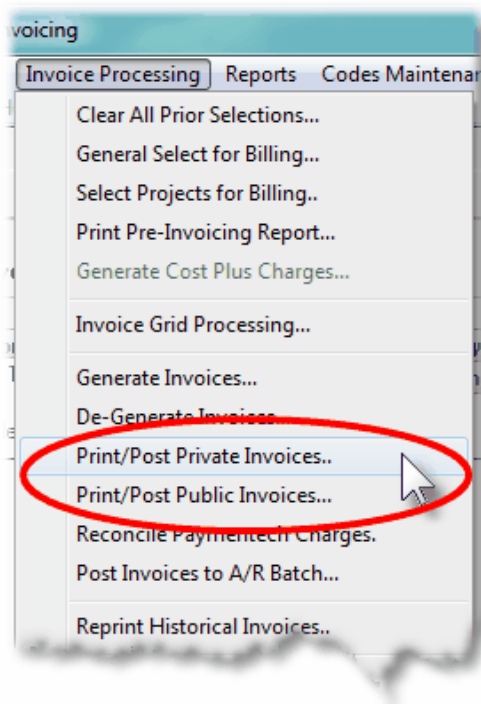 voicing
Invoice Processing Reports Codes Maintenan
Clear All Prior Selections...
General Select for Billing...
Select Projects for Billing..
Print Pre-Invoicing Report...
Generate Cost Plus Charges...
Invoice Grid Processing...
Generate Invoices...
De-Generate Invoices...
Print/Post Private Invoices..
Print/Post Public Invoices...
Reconcile Paymentech Charges.
Post Invoices to A/R Batch...
Reprint Historical Invoices..